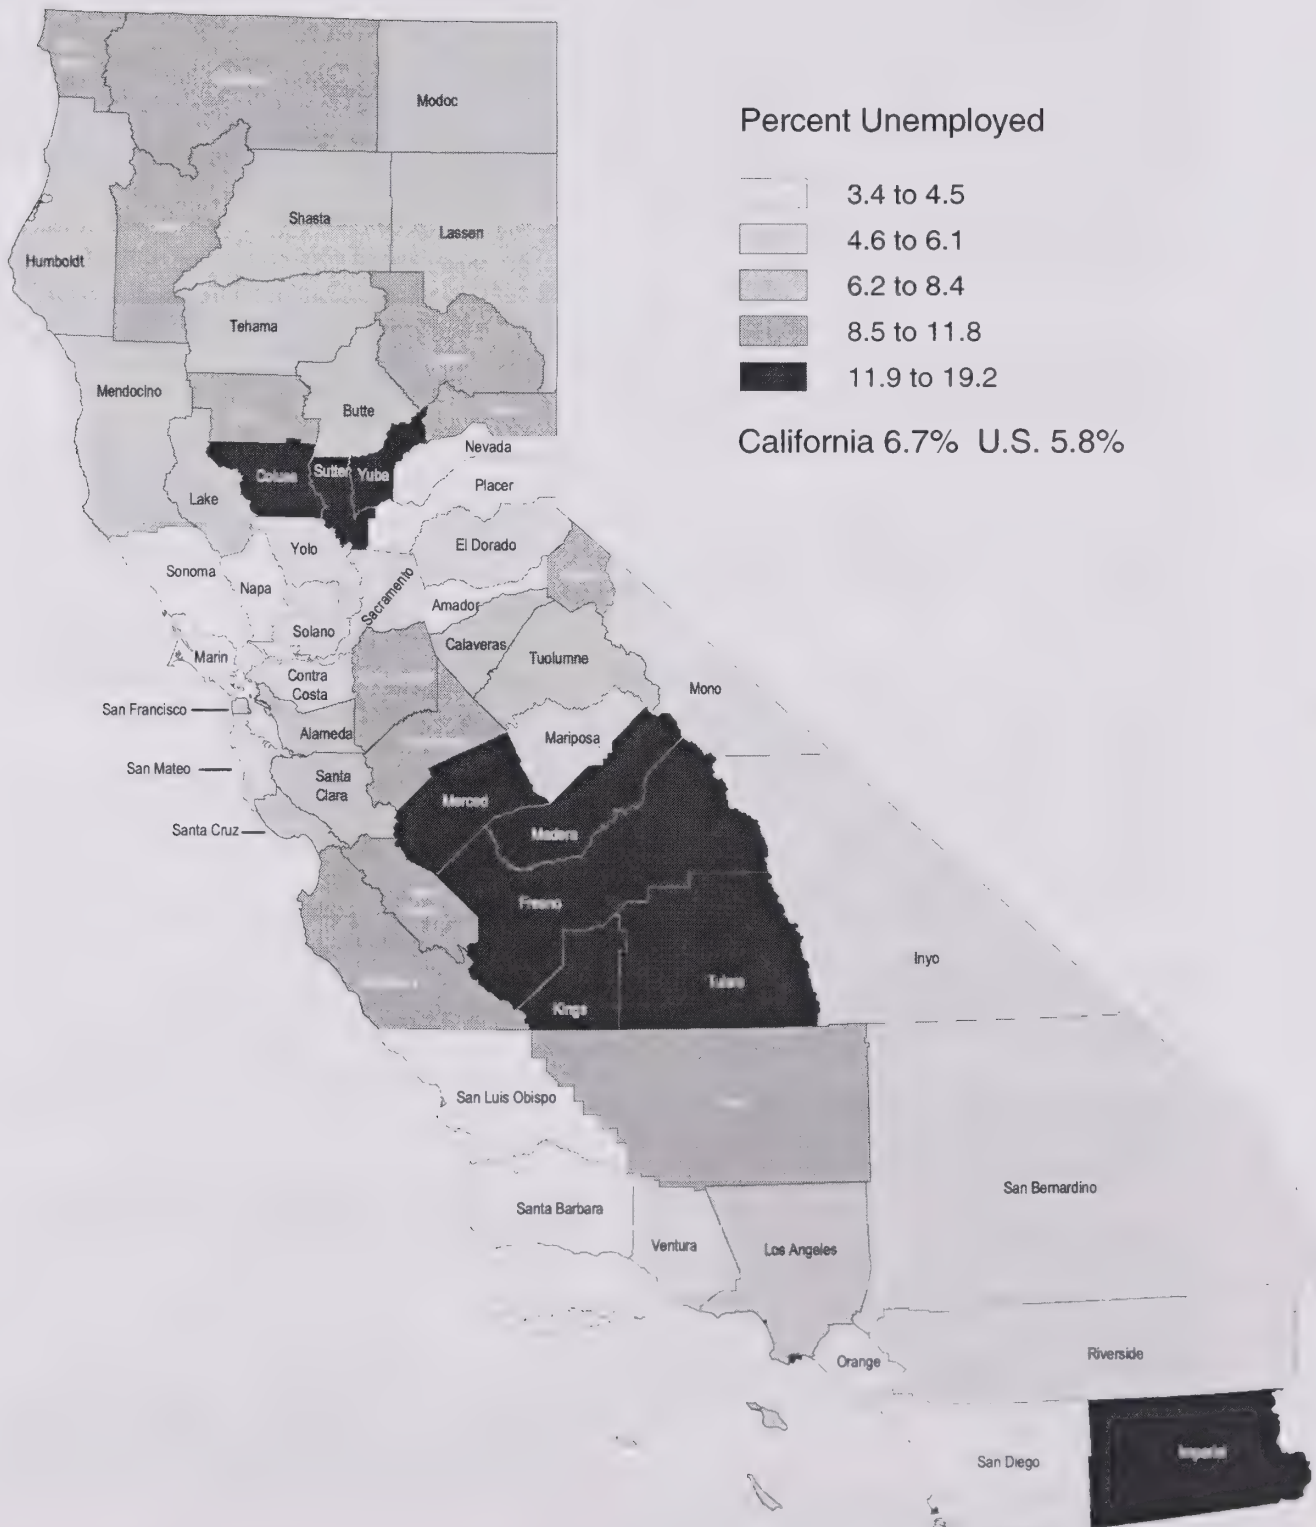 Percent Unemployed
3.4 to 4.5
4.6 to 6.1
6.2 to 8.4
8.5 to 11.8
11.9 to 19.2
California 6.7% U.S. 5.8%
Modoc
Shasta
Lassen
Humboldt
Tehama
Mendocino
Butte
Nevada
Colusa
Sutter
Yuba
Placer
Lake
Yolo
El Dorado
Sonoma
Napa
Sacramento
Amador
Solano
Calaveras
Marin
Tuolumne
Contra
Costa
Mono
San Francisco
Alameda
Mariposa
San Mateo
Santa
Clara
Merced
Santa Cruz
Madera
Fresno
Inyo
Tulare
Kings
San Luis Obispo
San Bernardino
Santa Barbara
Ventura
Los Angeles
Orange
Riverside
San Diego
Imperial